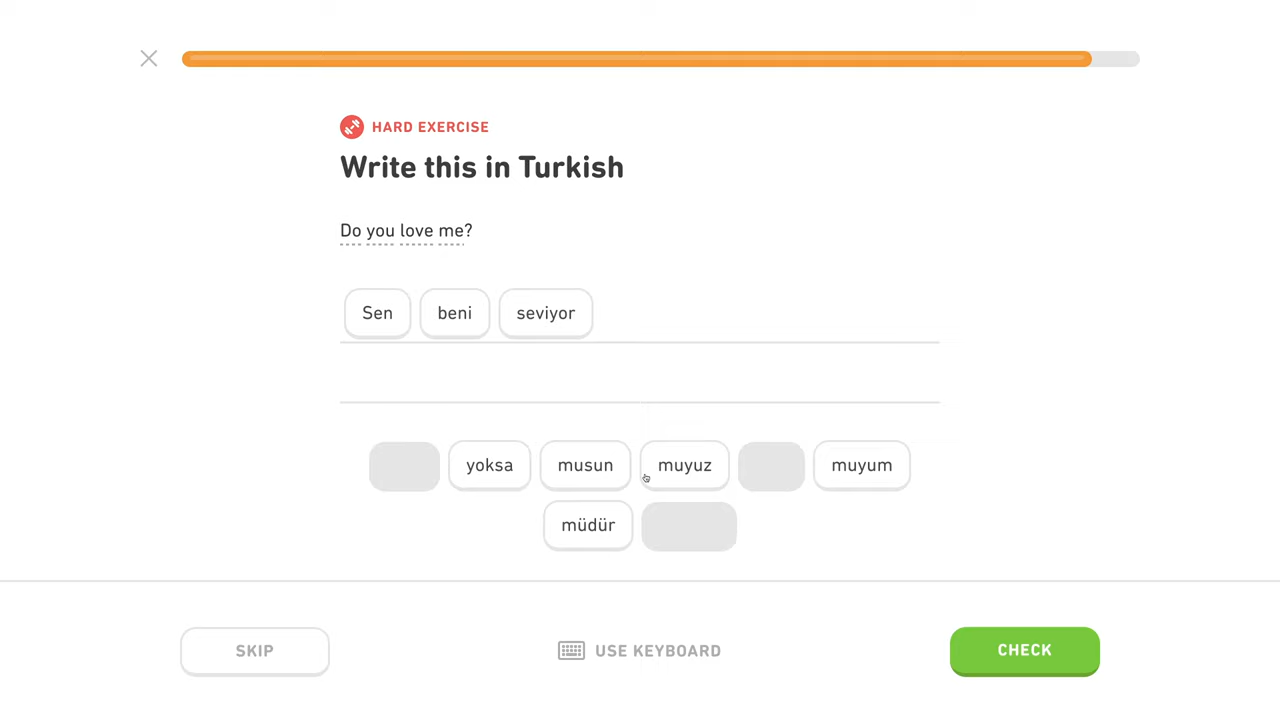 HARD EXERCISE
Write this in Turkish
Do you love me?
Sen beni seviyor
yoksa musun muyuz muyum
müdür
SKIP USE KEYBOARD CHECK